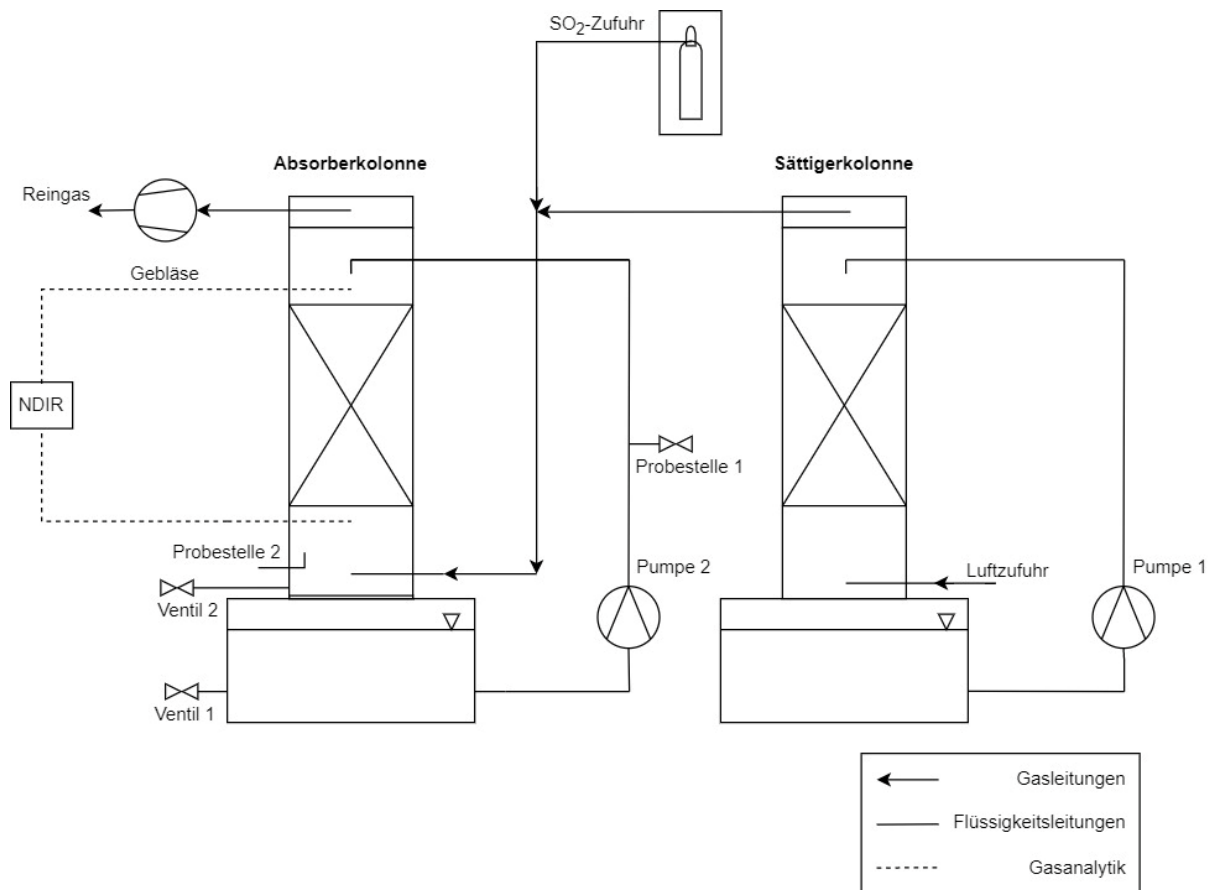 SO2-Zufuhr
Absorberkolonne
Sättigerkolonne
Reingas
Gebläse
NDIR
Probestelle 1
Probestelle 2
Luftzufuhr
Pumpe 2
Pumpe 1
Ventil 2
Ventil 1
Gasleitungen
Flüssigkeitsleitungen
Gasanalytik